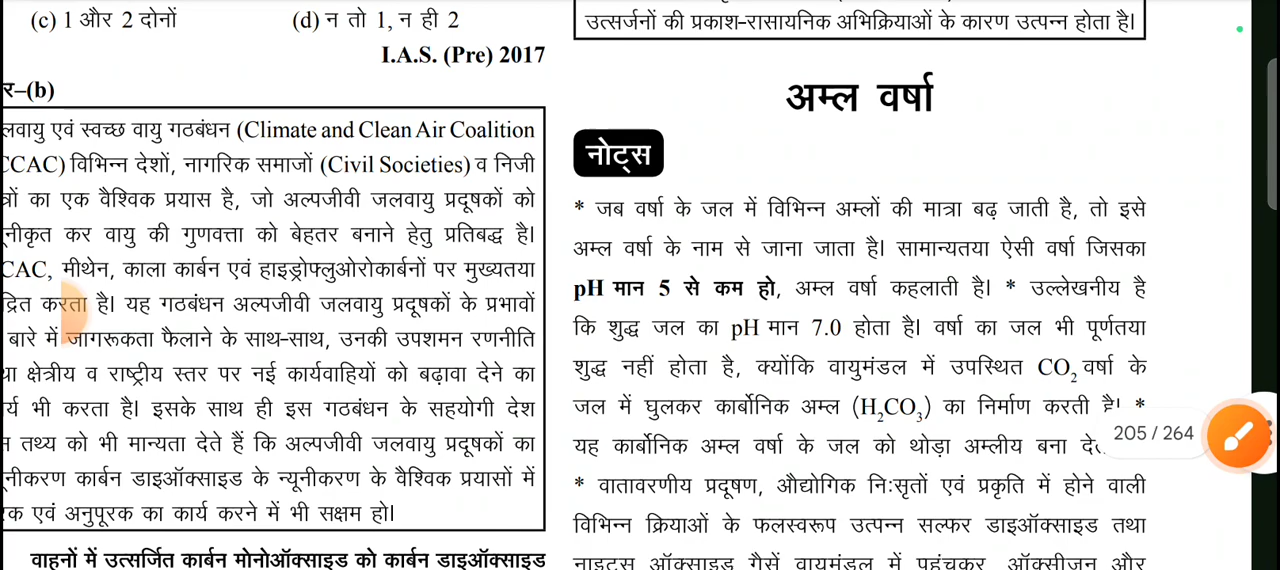 (c) 1 और 2 दोनों (d) न तो 1, न ही 2
I.A.S. (Pre) 2017
र–(b)
लवायु एवं स्वच्छ वायु गठबंधन (Climate and Clean Air Coalition
CCAC) विभिन्न देशों, नागरिक समाजों (Civil Societies) व निजी
त्रों का एक वैश्विक प्रयास है, जो अल्पजीवी जलवायु प्रदूषकों को
नीकृत कर वायु की गुणवत्ता को बेहतर बनाने हेतु प्रतिबद्ध है।
CAC, मीथेन, काला कार्बन एवं हाइड्रोफ्लुओरोकार्बनों पर मुख्यतया
द्रित करता है। यह गठबंधन अल्पजीवी जलवायु प्रदूषकों के प्रभावों
बारे में जागरूकता फैलाने के साथ-साथ, उनकी उपशमन रणनीति
था क्षेत्रीय व राष्ट्रीय स्तर पर नई कार्यवाहियों को बढ़ावा देने का
र्य भी करता है। इसके साथ ही इस गठबंधन के सहयोगी देश
तथ्य को भी मान्यता देते हैं कि अल्पजीवी जलवायु प्रदूषकों का
नीकरण कार्बन डाइऑक्साइड के न्यूनीकरण के वैश्विक प्रयासों में
रक एवं अनुपूरक का कार्य करने में भी सक्षम हो।
वाहनों में उत्सर्जित कार्बन मोनोऑक्साइड को कार्बन डाइऑक्साइड
उत्सर्जनों की प्रकाश-रासायनिक अभिक्रियाओं के कारण उत्पन्न होता है।
अम्ल वर्षा
नोट्स
* जब वर्षा के जल में विभिन्न अम्लों की मात्रा बढ़ जाती है, तो इसे
अम्ल वर्षा के नाम से जाना जाता है। सामान्यतया ऐसी वर्षा जिसका
pH मान 5 से कम हो, अम्ल वर्षा कहलाती है। * उल्लेखनीय है
कि शुद्ध जल का pH मान 7.0 होता है। वर्षा का जल भी पूर्णतया
शुद्ध नहीं होता है, क्योंकि वायुमंडल में उपस्थित CO₂ वर्षा के
जल में घुलकर कार्बोनिक अम्ल (H₂CO₃) का निर्माण करती है। *
यह कार्बोनिक अम्ल वर्षा के जल को थोड़ा अम्लीय बना
* वातावरणीय प्रदूषण, औद्योगिक निःसृतों एवं प्रकृति में होने वाली
विभिन्न क्रियाओं के फलस्वरूप उत्पन्न सल्फर डाइऑक्साइड तथा
नाइट्रस ऑक्साइड गैसें वायुमंडल में पहुंचकर, ऑक्सीजन और
205 / 264